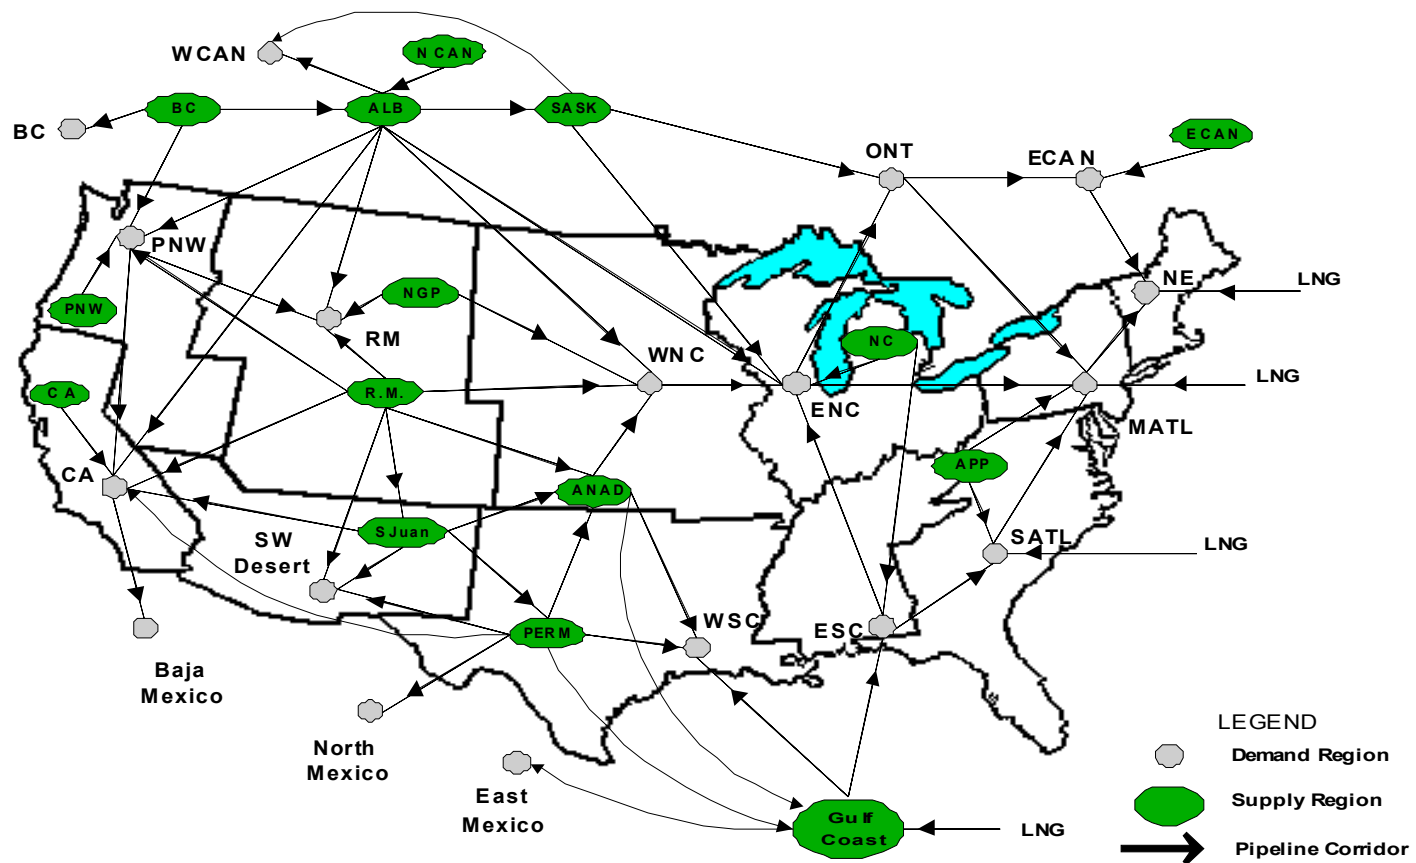 WCAN
NCAN
BC
BC
ALB
SASK
ECAN
ONT
ECAN
PNW
PNW
NGP
RM
NE
LNG
NC
WNC
ENC
LNG
MATL
CA
R.M.
CA
APP
ANAD
SJuan
SW
Desert
SATL
LNG
PERM
WSC
ESC
Baja
Mexico
North
Mexico
East
Mexico
Gulf
Coast
LNG
LEGEND
Demand Region
Supply Region
Pipeline Corridor